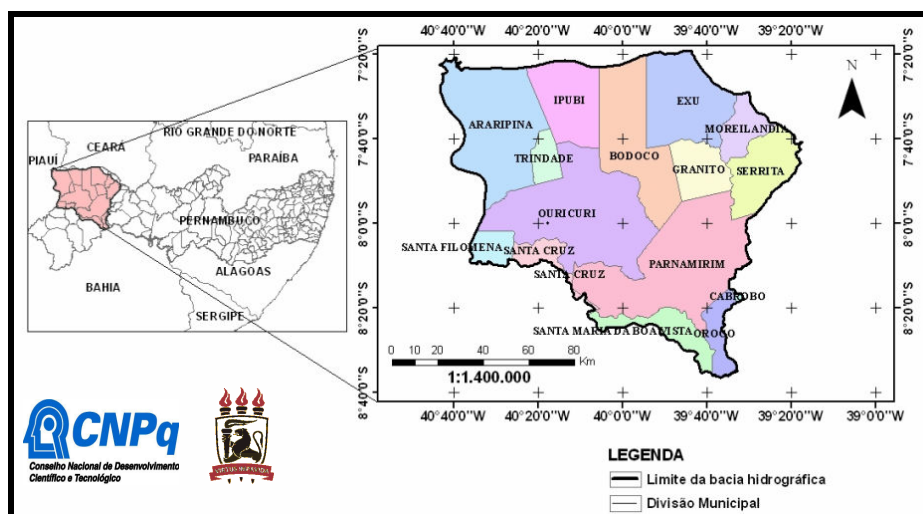 40°40'0"W 40°20'0"W 40°0'0"W 39°40'0"W 39°20'0"W
7°20'0"S
7°20'0"S
N
IPUBI
EXU
ARARIPINA
MOREILANDIA
RIO GRANDE DO NORTE
CEARÁ
PIAUÍ
PARAÍBA
7°40'0"S
7°40'0"S
TRINDADE
BODOCO
GRANITO
SERRITA
PERNAMBUCO
OURICURI
8°0'0"S
8°0'0"S
SANTA FILOMENA
SANTA CRUZ
SANTA CRUZ
PARNAMIRIM
ALAGOAS
BAHIA
CABROBO
SERGIPE
8°20'0"S
8°20'0"S
SANTA MARIA DA BOA VISTA
OROCO
0 10 20 40 60 80 Km
1:1.400.000
8°40'0"S
8°40'0"S
40°40'0"W 40°20'0"W 40°0'0"W 39°40'0"W 39°20'0"W 39°0'0"W
CNPq
Conselho Nacional de Desenvolvimento
Científico e Tecnológico
LEGENDA
Limite da bacia hidrográfica
Divisão Municipal